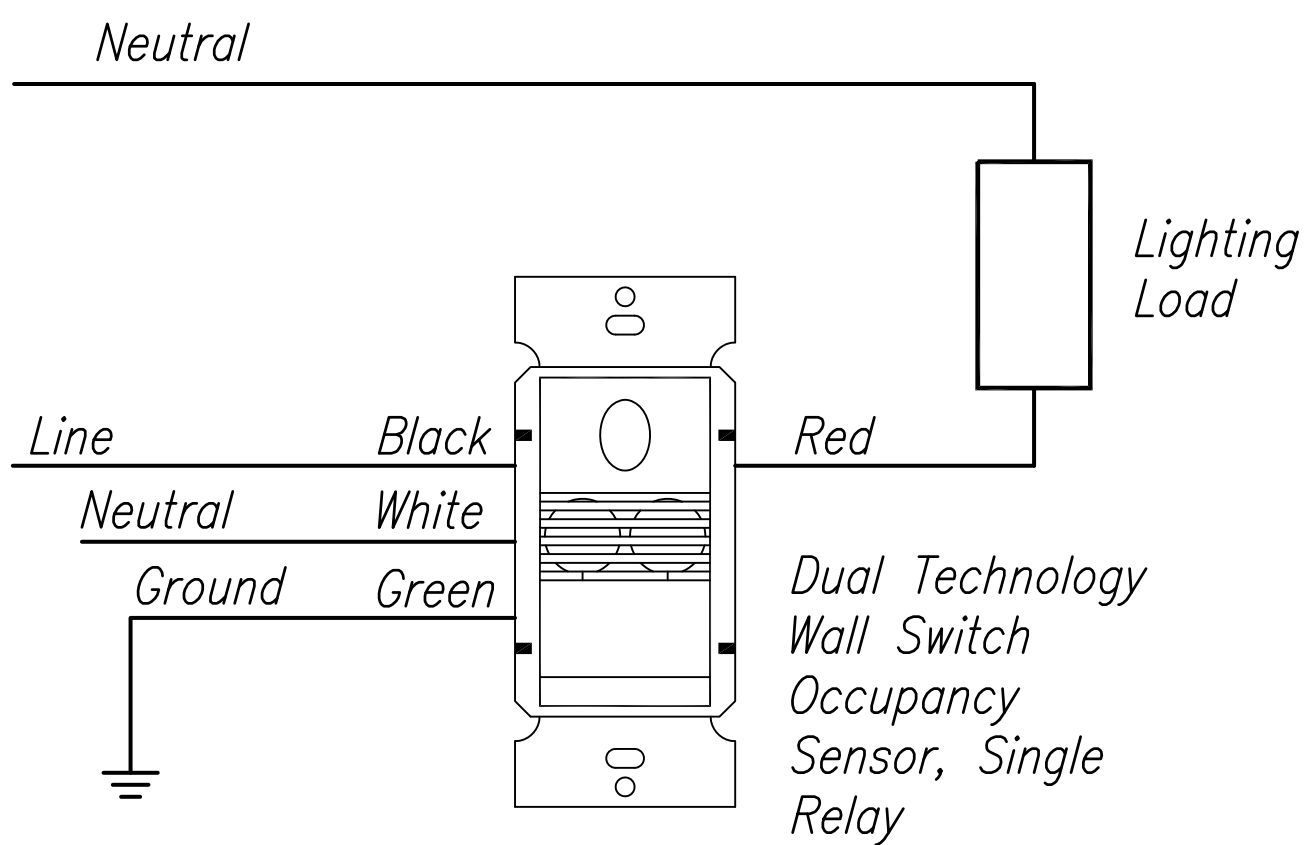 Neutral
Lighting
Load
Line Black Red
Neutral White
Ground Green
Dual Technology
Wall Switch
Occupancy
Sensor, Single
Relay